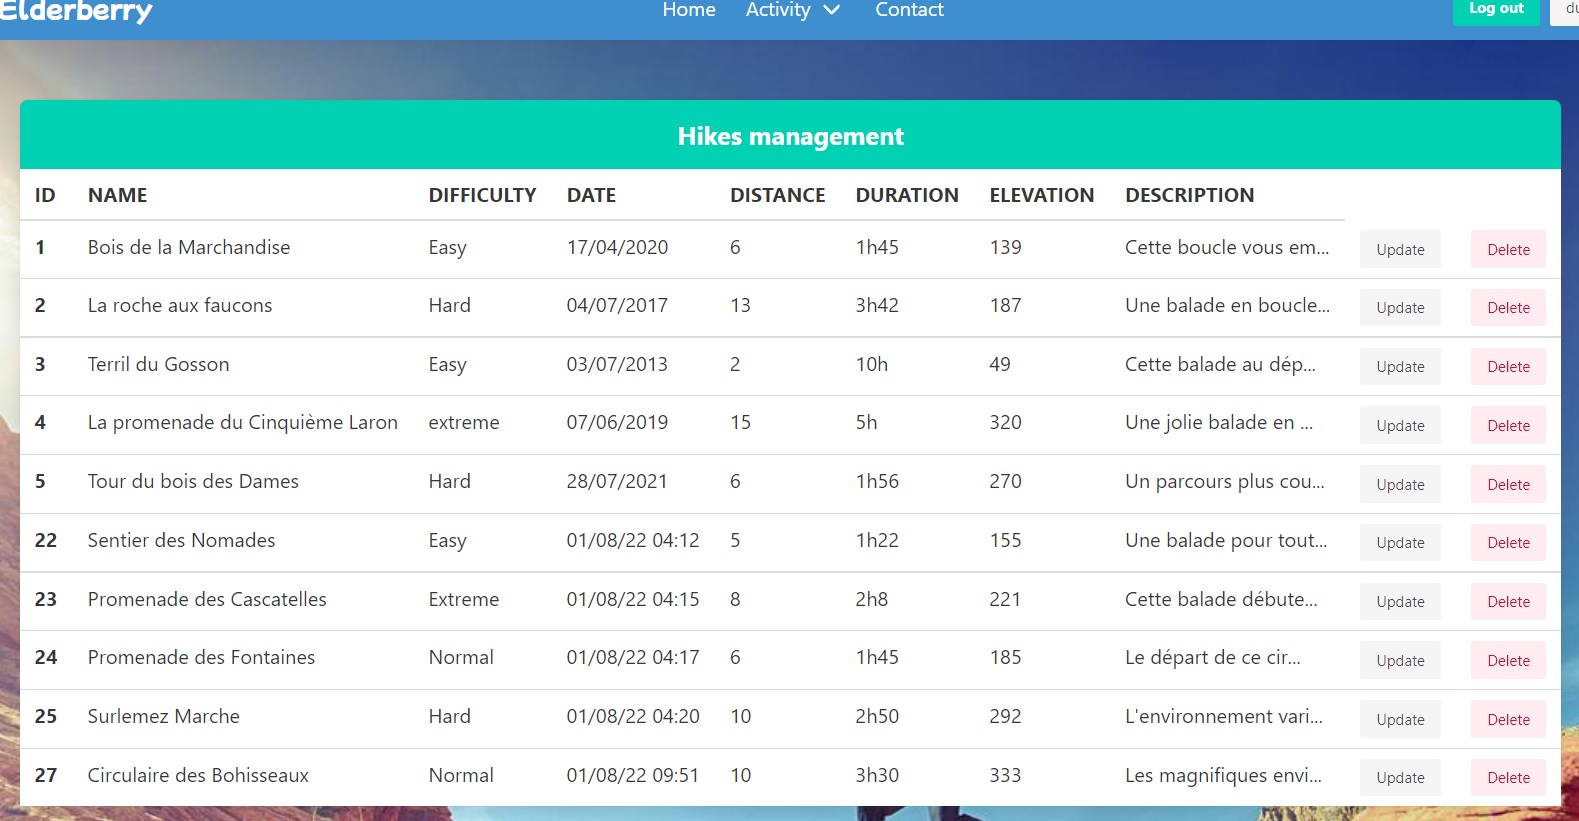 Elderberry Home Activity Contact Log out
Hikes management
ID NAME DIFFICULTY DATE DISTANCE DURATION ELEVATION DESCRIPTION
1 Bois de la Marchandise Easy 17/04/2020 6 1h45 139 Cette boucle vous em... Update Delete
2 La roche aux faucons Hard 04/07/2017 13 3h42 187 Une balade en boucle... Update Delete
3 Terril du Gosson Easy 03/07/2013 2 10h 49 Cette balade au dép... Update Delete
4 La promenade du Cinquième Laron extreme 07/06/2019 15 5h 320 Une jolie balade en ... Update Delete
5 Tour du bois des Dames Hard 28/07/2021 6 1h56 270 Un parcours plus cou... Update Delete
22 Sentier des Nomades Easy 01/08/22 04:12 5 1h22 155 Une balade pour tout... Update Delete
23 Promenade des Cascatelles Extreme 01/08/22 04:15 8 2h8 221 Cette balade débute... Update Delete
24 Promenade des Fontaines Normal 01/08/22 04:17 6 1h45 185 Le départ de ce cir... Update Delete
25 Surlemez Marche Hard 01/08/22 04:20 10 2h50 292 L'environnement vari... Update Delete
27 Circulaire des Bohisseaux Normal 01/08/22 09:51 10 3h30 333 Les magnifiques envi... Update Delete